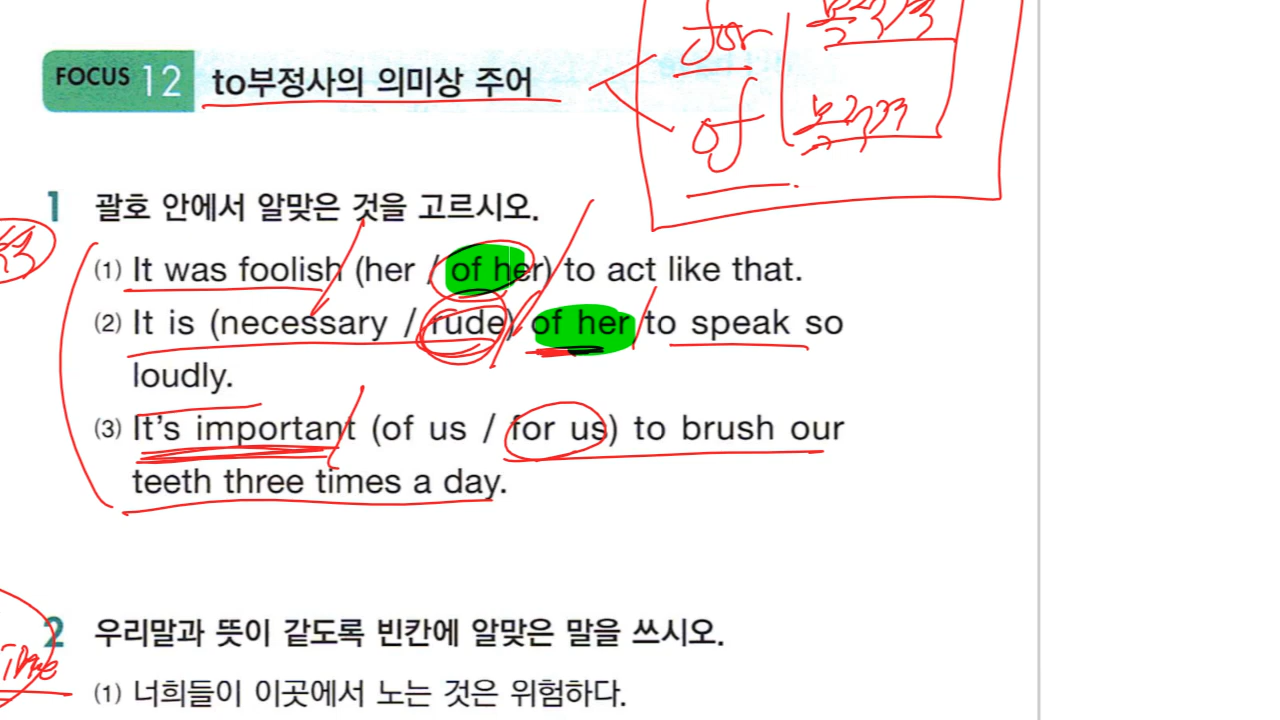 for
of
FOCUS 12 to부정사의 의미상 주어
1 괄호 안에서 알맞은 것을 고르시오.
(1) It was foolish (her / of her) to act like that.
(2) It is (necessary / rude) of her to speak so
loudly.
(3) It's important (of us / for us) to brush our
teeth three times a day.
2 우리말과 뜻이 같도록 빈칸에 알맞은 말을 쓰시오.
(1) 너희들이 이곳에서 노는 것은 위험하다.